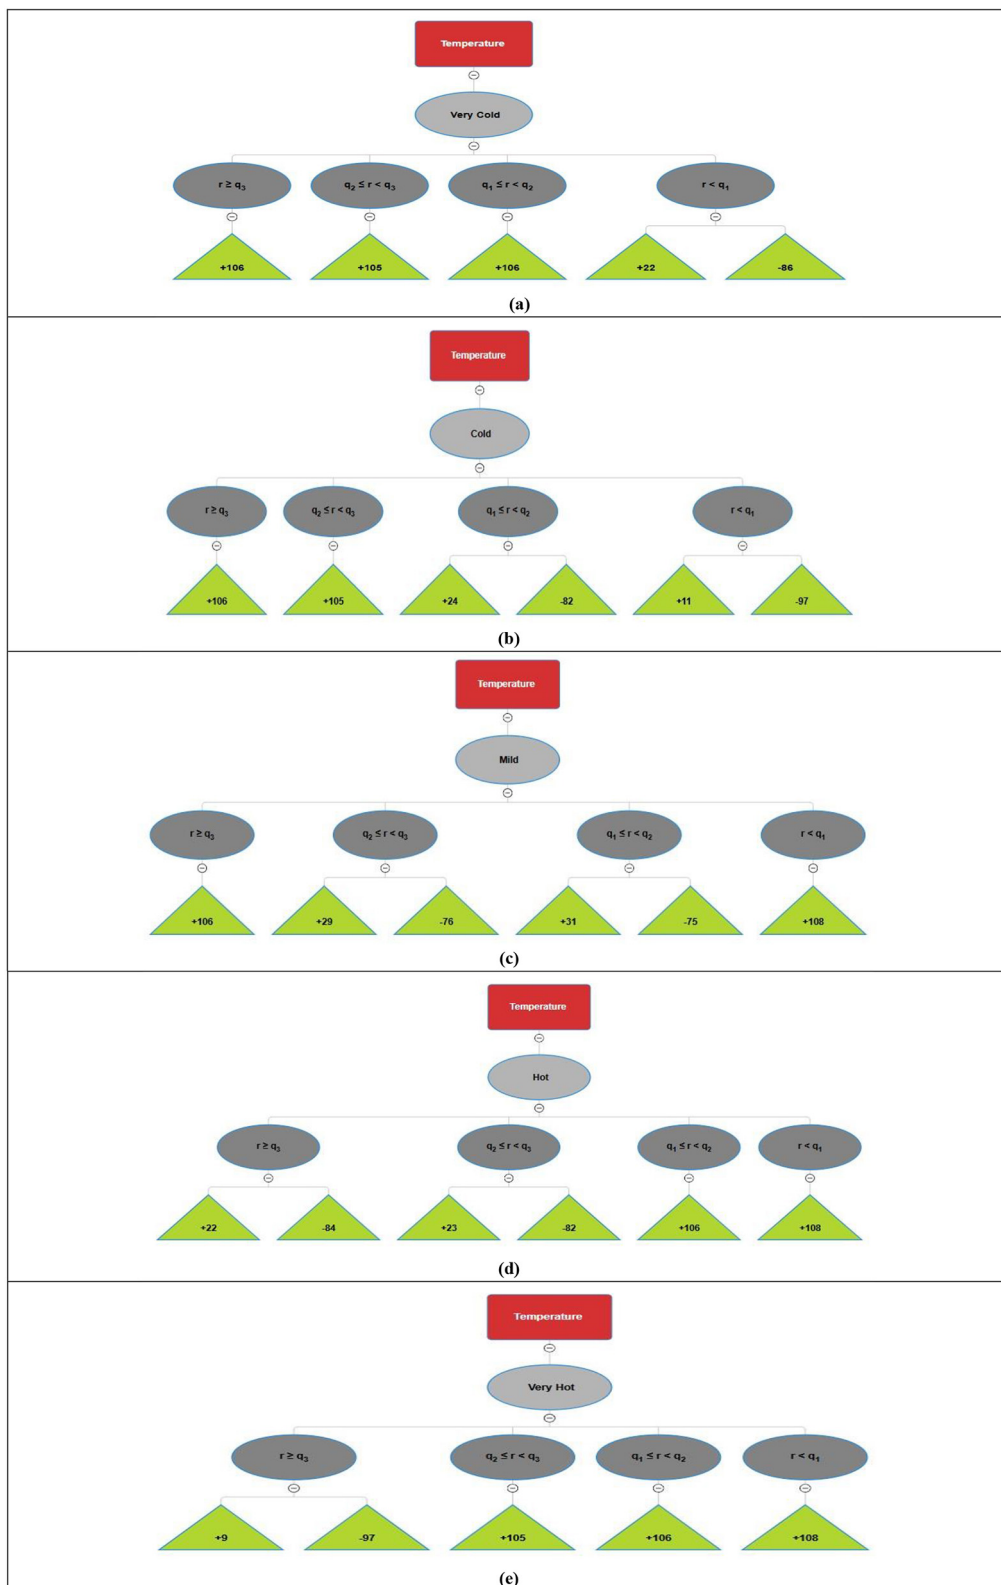 Temperature
Very Cold
r ≥ q₃ q₂ ≤ r < q₃ q₁ ≤ r < q₂ r < q₁
+106 +105 +106 +22 -86
(a)
Temperature
Cold
r ≥ q₃ q₂ ≤ r < q₃ q₁ ≤ r < q₂ r < q₁
+106 +105 +24 -82 +11 -97
(b)
Temperature
Mild
r ≥ q₃ q₂ ≤ r < q₃ q₁ ≤ r < q₂ r < q₁
+106 +29 -76 +31 -75 +108
(c)
Temperature
Hot
r ≥ q₃ q₂ ≤ r < q₃ q₁ ≤ r < q₂ r < q₁
+22 -84 +23 -82 +106 +108
(d)
Temperature
Very Hot
r ≥ q₃ q₂ ≤ r < q₃ q₁ ≤ r < q₂ r < q₁
+9 -97 +105 +106 +108
(e)